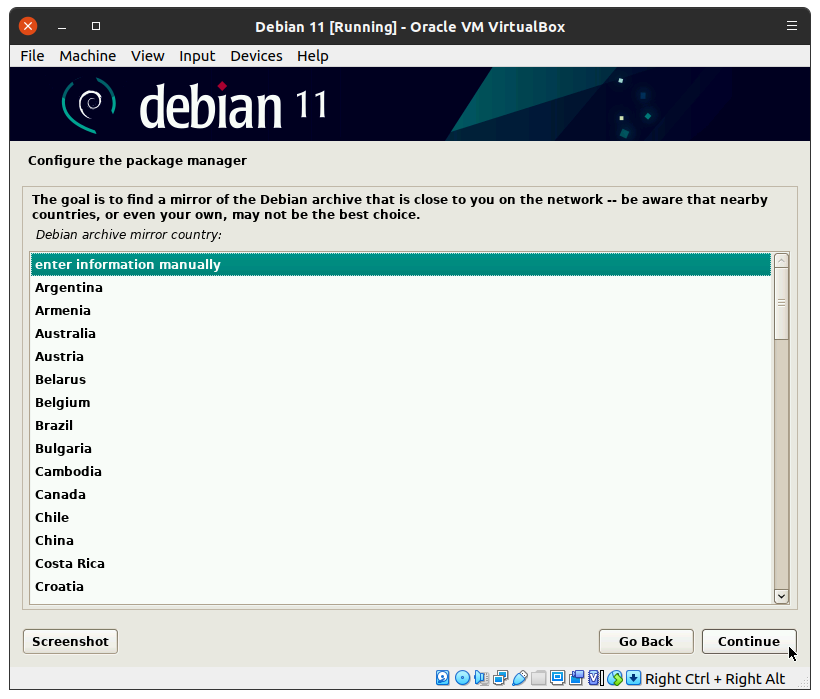 Debian 11 [Running] - Oracle VM VirtualBox
File Machine View Input Devices Help
debian 11
Configure the package manager
The goal is to find a mirror of the Debian archive that is close to you on the network -- be aware that nearby
countries, or even your own, may not be the best choice.
Debian archive mirror country:
enter information manually
Argentina
Armenia
Australia
Austria
Belarus
Belgium
Brazil
Bulgaria
Cambodia
Canada
Chile
China
Costa Rica
Croatia
Screenshot Go Back Continue
Right Ctrl + Right Alt